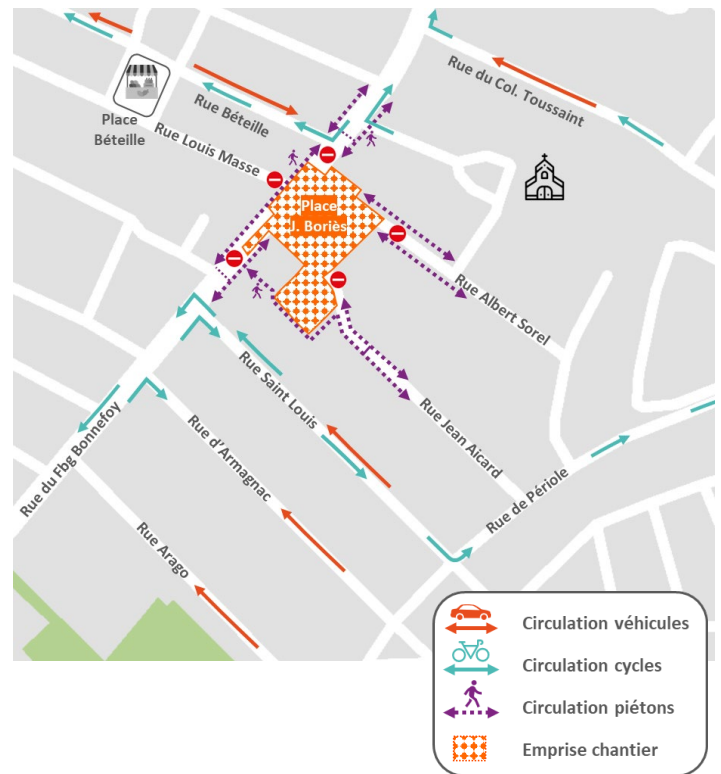 Rue du Col. Toussaint
Place
Béteille
Rue Béteille
Rue Louis Masse
Place
J. Boriès
Rue Albert Sorel
Rue Saint Louis
Rue Jean Aicard
Rue du Fbg Bonnefoy
Rue d'Armagnac
Rue de Périole
Rue Arago
Circulation véhicules
Circulation cycles
Circulation piétons
Emprise chantier